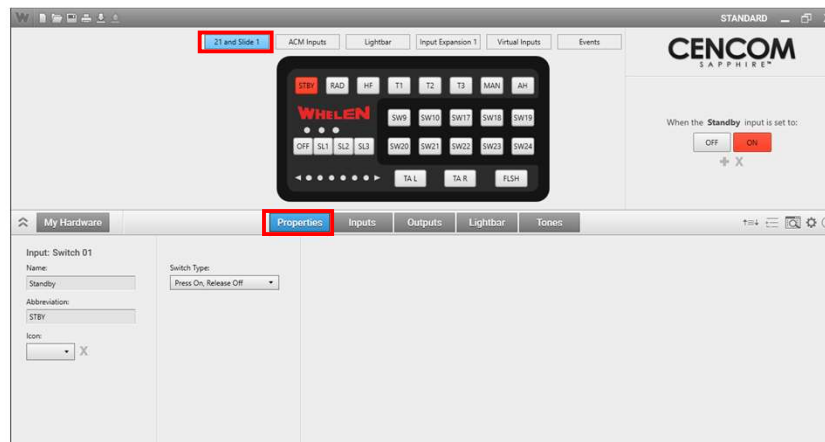 W STANDARD
21 and Slide 1 ACM Inputs Lightbar Input Expansion 1 Virtual Inputs Events
CENCOM
SAPPHIRE™
STBY RAD HF T1 T2 T3 MAN AH
WHELEN SW9 SW10 SW17 SW18 SW19
OFF SL1 SL2 SL3 SW20 SW21 SW22 SW23 SW24
TA L TA R FLSH
When the Standby input is set to:
OFF ON
+ X
My Hardware Properties Inputs Outputs Lightbar Tones
Input: Switch 01
Name: Switch Type:
Standby Press On, Release Off
Abbreviation:
STBY
Icon:
X